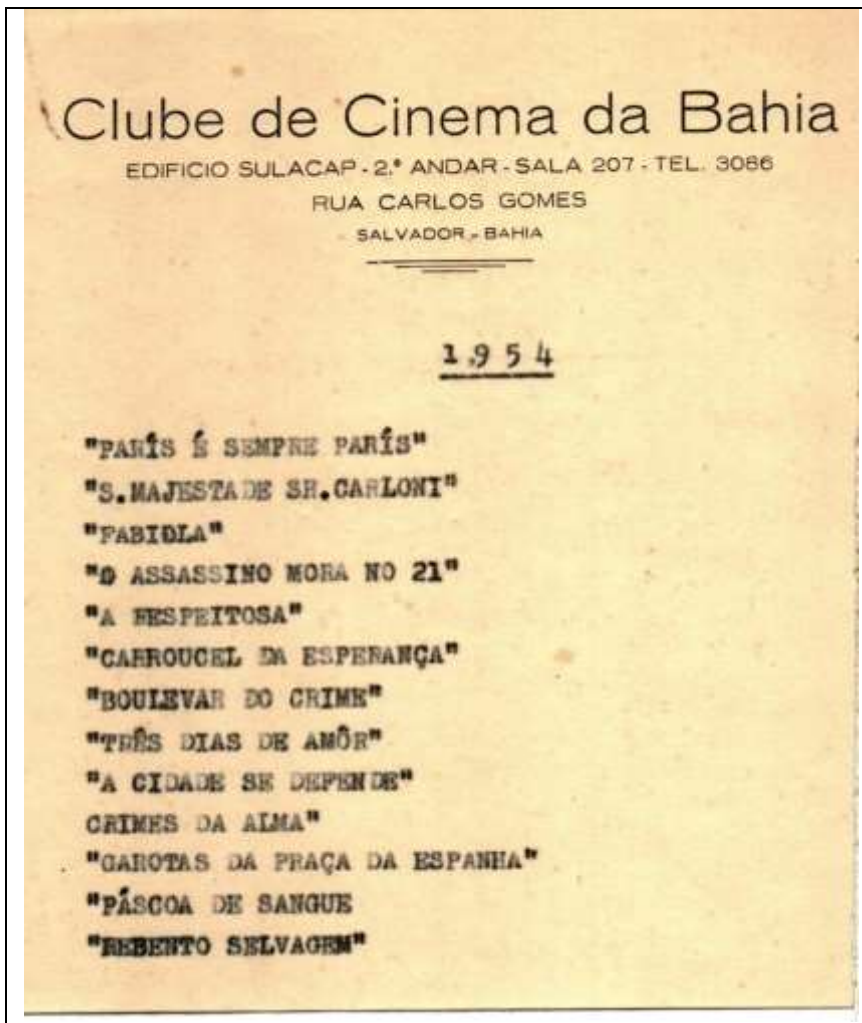 Clube de Cinema da Bahia
EDIFICIO SULACAP - 2.º ANDAR - SALA 207 - TEL. 3086
RUA CARLOS GOMES
SALVADOR - BAHIA
1954
"PARÍS É SEMPRE PARÍS"
"S.MAJESTADE SR.CARLONI"
"FABIOLA"
"O ASSASSINO MORA NO 21"
"A RESPEITOSA"
"CARROUCEL DA ESPERANÇA"
"BOULEVAR DO CRIME"
"TRÊS DIAS DE AMÔR"
"A CIDADE SE DEFENDE"
CRIMES DA ALMA"
"GAROTAS DA PRAÇA DA ESPANHA"
"PÁSCOA DE SANGUE
"REBENTO SELVAGEM"